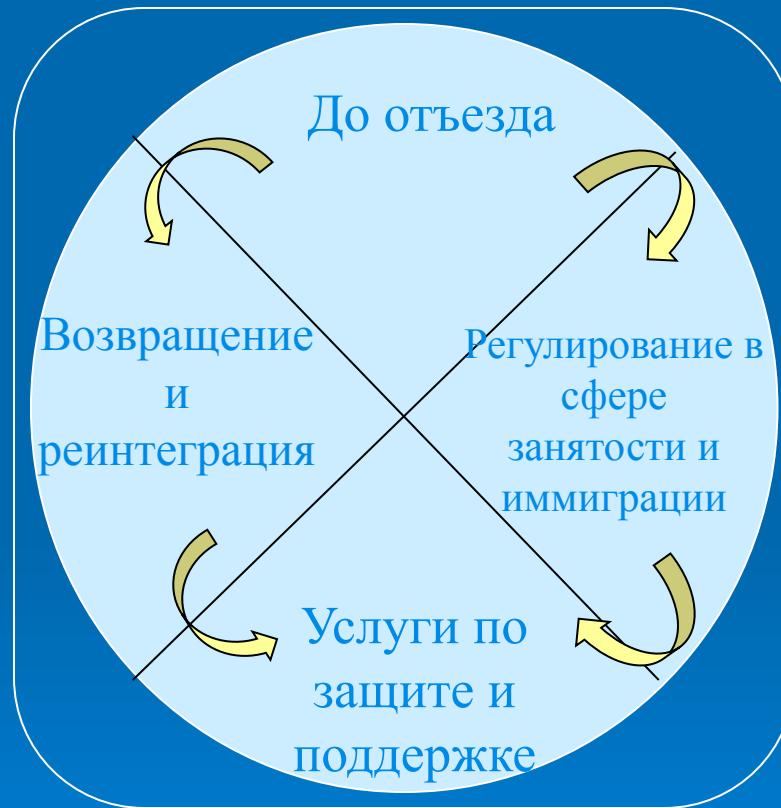 До отъезда
Возвращение
и
реинтеграция
Регулирование в
сфере
занятости и
иммиграции
Услуги по
защите и
поддержке